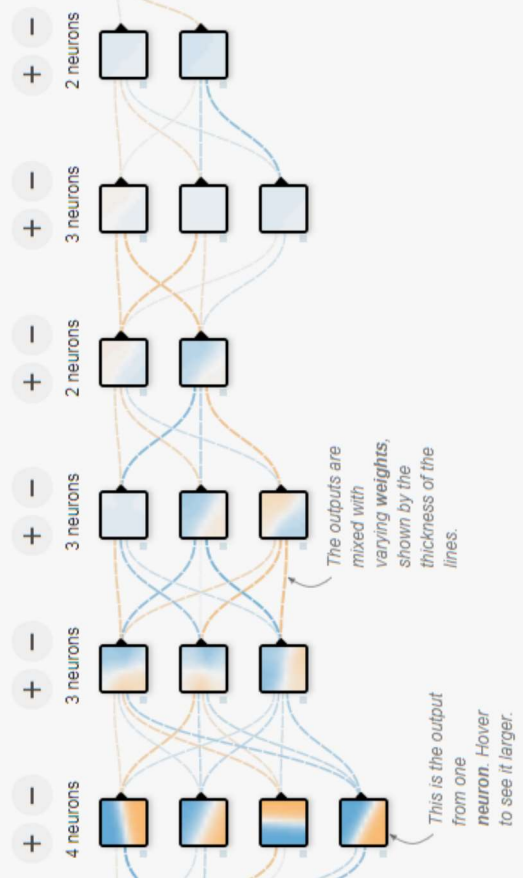 + −
+ −
+ −
+ −
+ −
+ −
4 neurons
3 neurons
3 neurons
2 neurons
3 neurons
2 neurons
The outputs are
mixed with
varying weights,
shown by the
thickness of the
lines.
This is the output
from one
neuron. Hover
to see it larger.